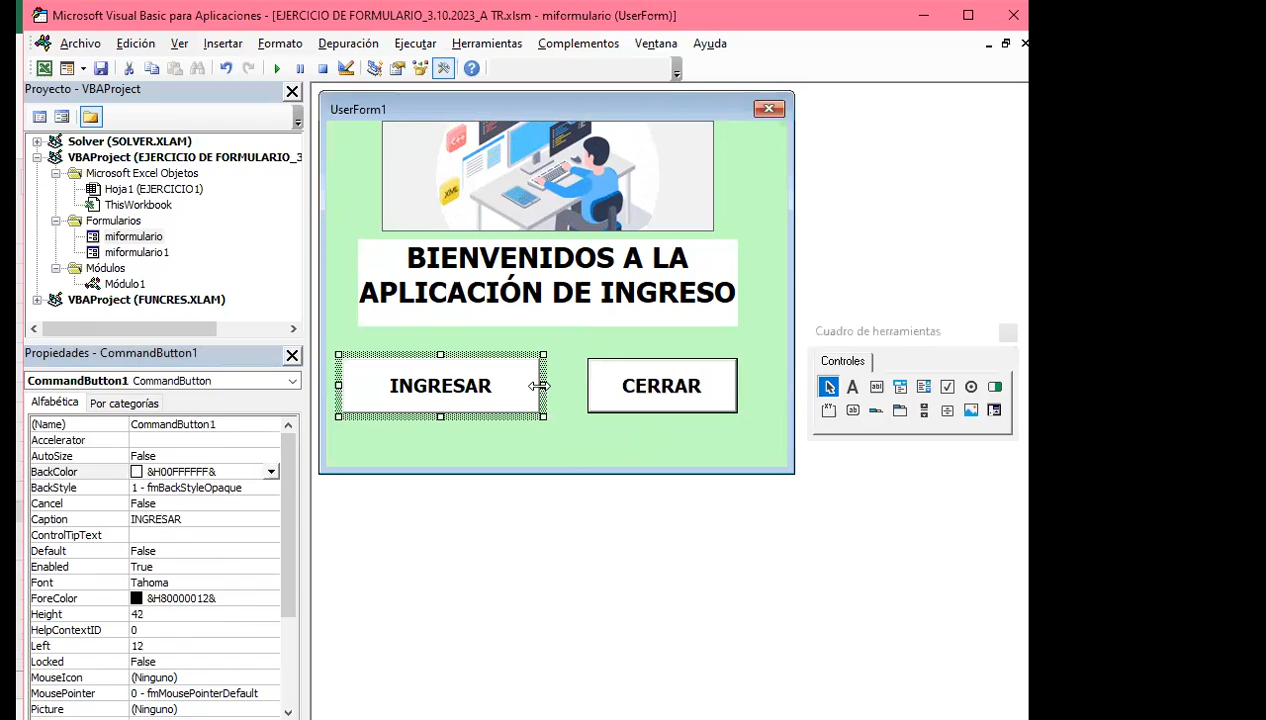 Microsoft Visual Basic para Aplicaciones - [EJERCICIO DE FORMULARIO_3.10.2023_A TR.xlsm - miformulario (UserForm)]
Archivo Edición Ver Insertar Formato Depuración Ejecutar Herramientas Complementos Ventana Ayuda
Proyecto - VBAProject
Solver (SOLVER.XLAM)
VBAProject (EJERCICIO DE FORMULARIO_3
Microsoft Excel Objetos
Hoja1 (EJERCICIO1)
ThisWorkbook
Formularios
miformulario
miformulario1
Módulos
Módulo1
VBAProject (FUNCRES.XLAM)
Propiedades - CommandButton1
CommandButton1 CommandButton
Alfabética Por categorías
(Name) CommandButton1
Accelerator
AutoSize False
BackColor &H00FFFFFF&
BackStyle 1 - fmBackStyleOpaque
Cancel False
Caption INGRESAR
ControlTipText
Default False
Enabled True
Font Tahoma
ForeColor &H80000012&
Height 42
HelpContextID 0
Left 12
Locked False
MouseIcon (Ninguno)
MousePointer 0 - fmMousePointerDefault
Picture (Ninguno)
UserForm1
C++
XML
BIENVENIDOS A LA
APLICACIÓN DE INGRESO
INGRESAR
CERRAR
Cuadro de herramientas
Controles